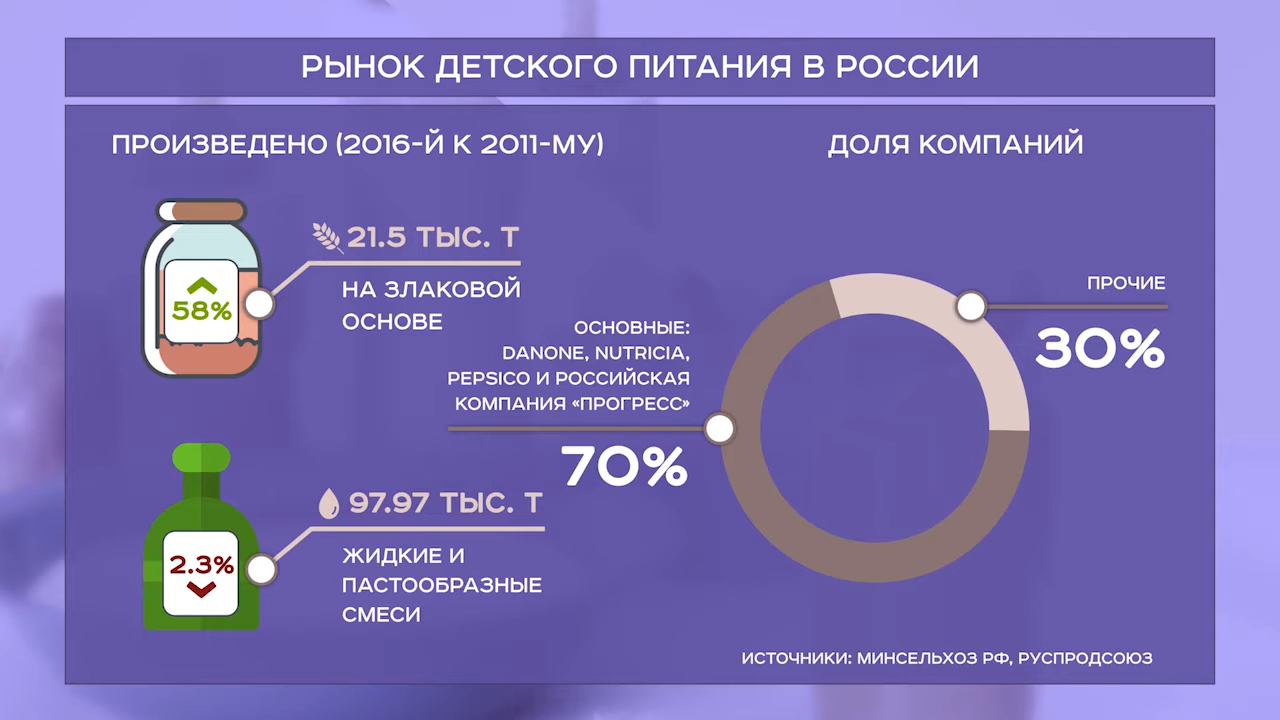 РЫНОК ДЕТСКОГО ПИТАНИЯ В РОССИИ
ПРОИЗВЕДЕНО (2016-Й К 2011-МУ)
58%
21.5 ТЫС. Т
НА ЗЛАКОВОЙ
ОСНОВЕ
2.3%
97.97 ТЫС. Т
ЖИДКИЕ И
ПАСТООБРАЗНЫЕ
СМЕСИ
ДОЛЯ КОМПАНИЙ
ОСНОВНЫЕ:
DANONE, NUTRICIA,
PEPSICO И РОССИЙСКАЯ
КОМПАНИЯ «ПРОГРЕСС»
70%
ПРОЧИЕ
30%
ИСТОЧНИКИ: МИНСЕЛЬХОЗ РФ, РУСПРОДСОЮЗ